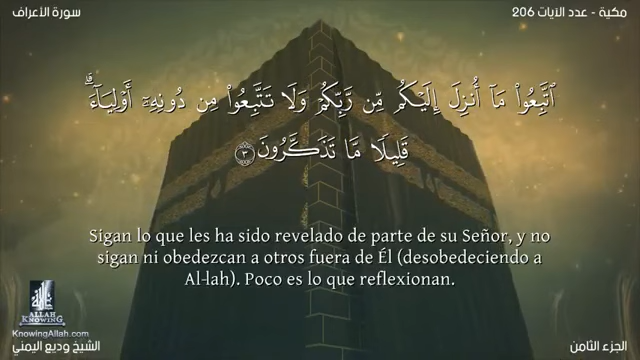 سورة الأعراف
مكية - عدد الآيات 206
ٱتَّبِعُوا۟ مَآ أُنزِلَ إِلَيْكُم مِّن رَّبِّكُمْ وَلَا تَتَّبِعُوا۟ مِن دُونِهِۦٓ أَوْلِيَآءَ ۗ
قَلِيلًا مَّا تَذَكَّرُونَ ٣
Sigan lo que les ha sido revelado de parte de su Señor, y no
sigan ni obedezcan a otros fuera de Él (desobedeciendo a
Al-lah). Poco es lo que reflexionan.
ALLAH
KNOWING
KnowingAllah.com
الشيخ وديع اليمني
الجزء الثامن